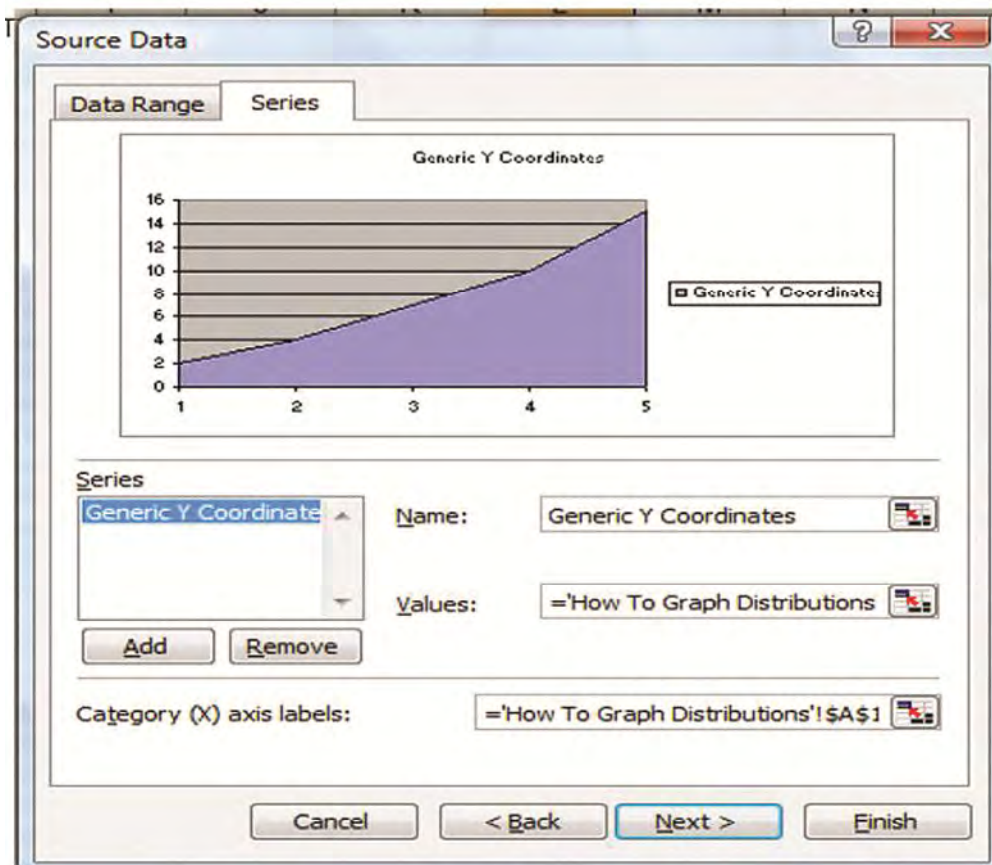 Source Data
Data Range Series
Generic Y Coordinates
16
14
12
10
8
6
4
2
0
1 2 3 4 5
Generic Y Coordinates
Series
Generic Y Coordinate
Name: Generic Y Coordinates
Values: ='How To Graph Distributions
Add Remove
Category (X) axis labels: ='How To Graph Distributions'!$A$1
Cancel < Back Next > Finish